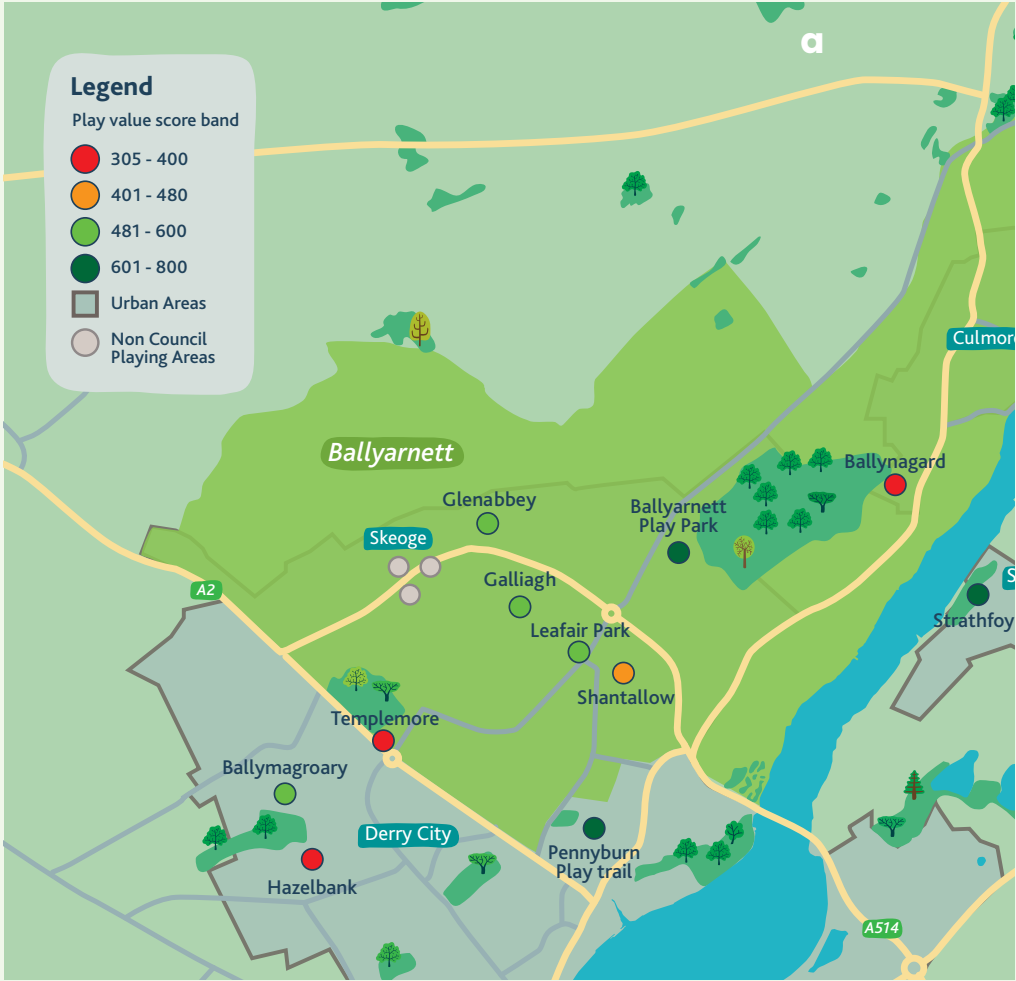 a
Legend
Play value score band
305 - 400
401 - 480
481 - 600
601 - 800
Urban Areas
Non Council
Playing Areas
Culmor
Ballyarnett
Ballynagard
Glenabbey
Ballyarnett
Play Park
Skeoge
Galliagh
A2
S
Strathfoy
Leafair Park
Shantallow
Templemore
Ballymagroary
Derry City
Pennyburn
Play trail
Hazelbank
A514